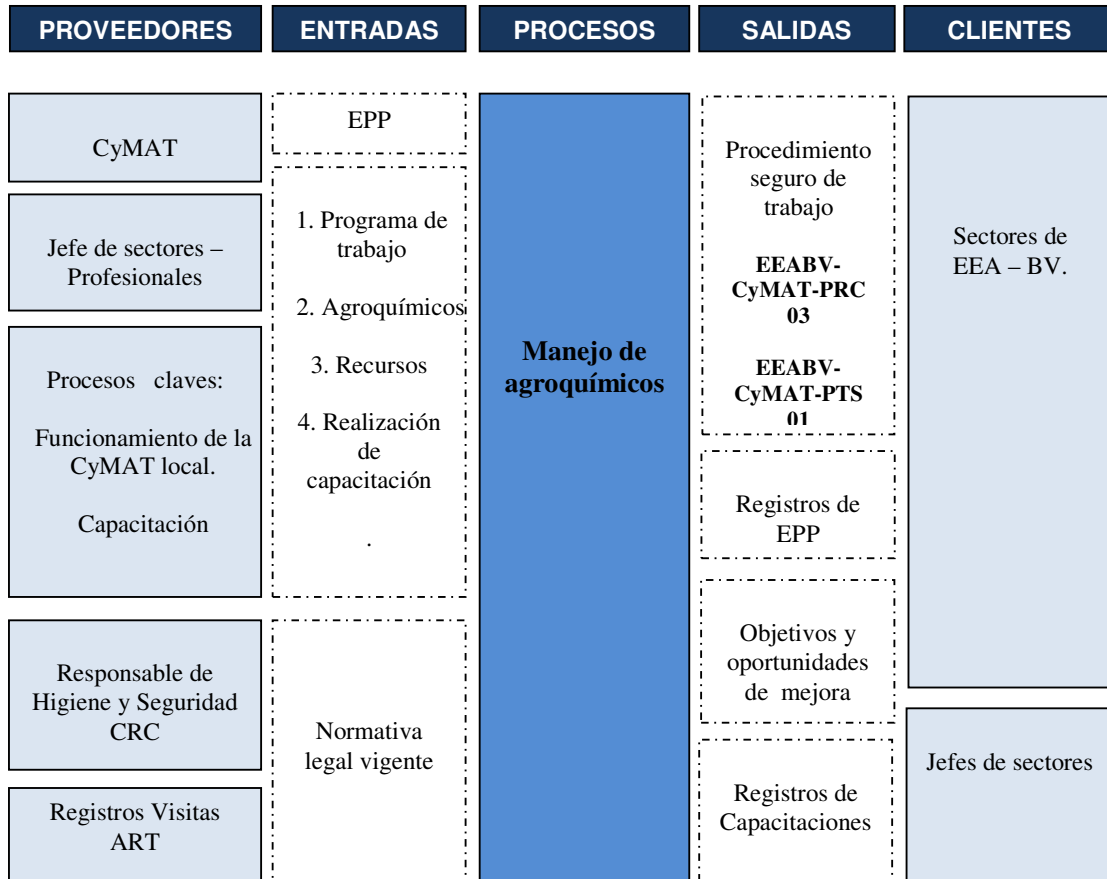 PROVEEDORES
ENTRADAS
PROCESOS
SALIDAS
CLIENTES
CyMAT
Jefe de sectores –
Profesionales
Procesos claves:
Funcionamiento de la
CyMAT local.
Capacitación
Responsable de
Higiene y Seguridad
CRC
Registros Visitas
ART
EPP
1. Programa de
trabajo
2. Agroquímicos
3. Recursos
4. Realización
de
capacitación
.
Normativa
legal vigente
Manejo de
agroquímicos
Procedimiento
seguro de
trabajo
EEABV-
CyMAT-PRC
03
EEABV-
CyMAT-PTS
01
Registros de
EPP
Objetivos y
oportunidades
de mejora
Registros de
Capacitaciones
Sectores de
EEA – BV.
Jefes de sectores